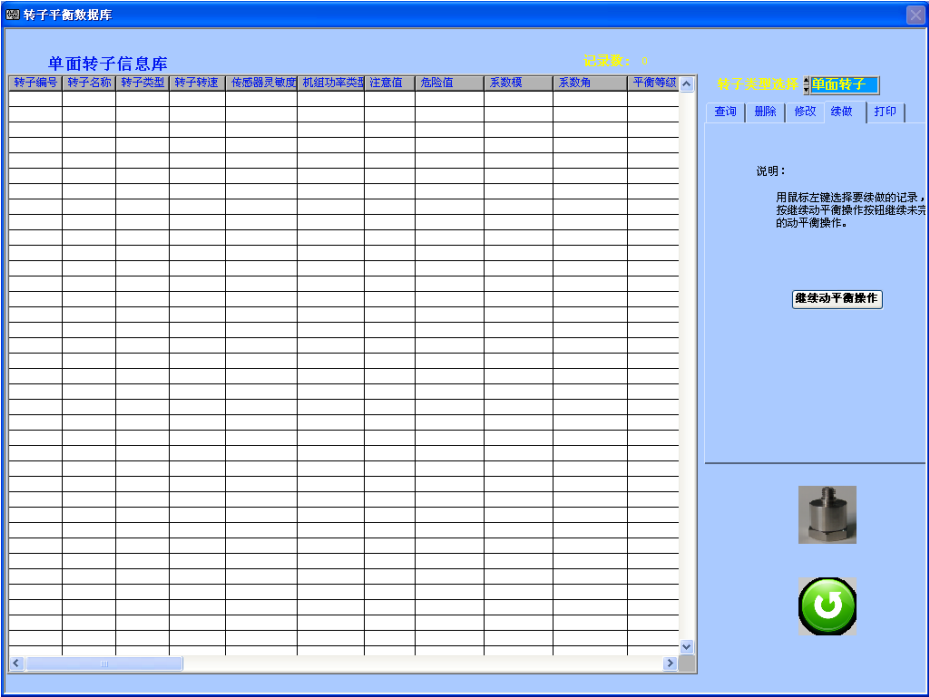 转子平衡数据库
单面转子信息库
记录数: 0
转子编号 转子名称 转子类型 转子转速 传感器灵敏度 机组功率类型 注意值 危险值 系数模 系数角 平衡等级
转子类型选择 单面转子
查询 删除 修改 续做 打印
说明:
用鼠标左键选择要续做的记录,
按继续动平衡操作按钮继续未完
的动平衡操作。
继续动平衡操作